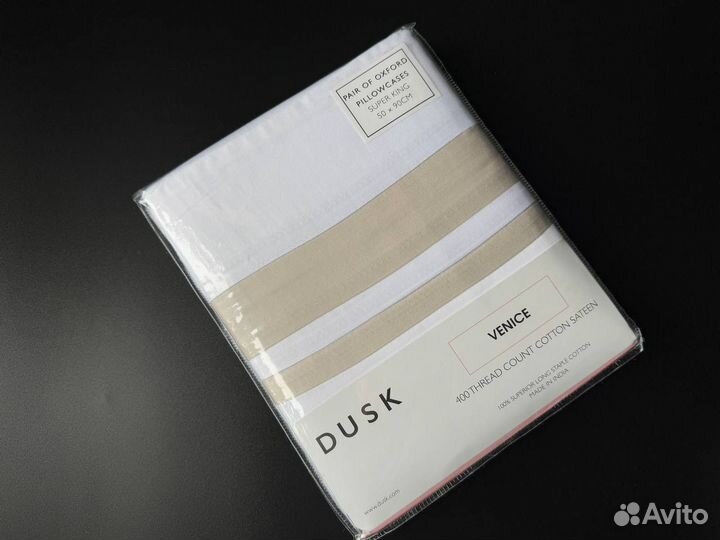 PAIR OF OXFORD
PILLOWCASES
SUPER KING
50 x 90CM
VENICE
400 THREAD COUNT COTTON SATEEN
100% SUPERIOR LONG STAPLE COTTON
MADE IN INDIA
DUSK
www.dusk.com
Avito